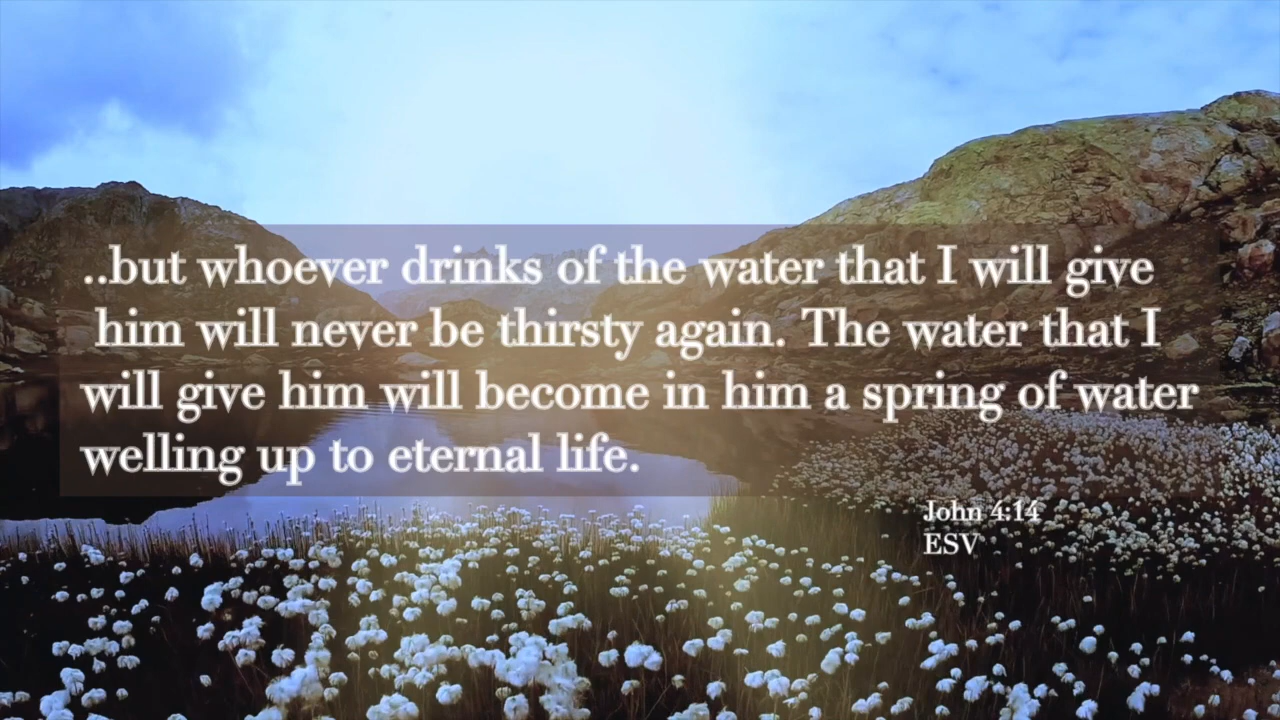 ..but whoever drinks of the water that I will give
him will never be thirsty again. The water that I
will give him will become in him a spring of water
welling up to eternal life.
John 4:14
ESV